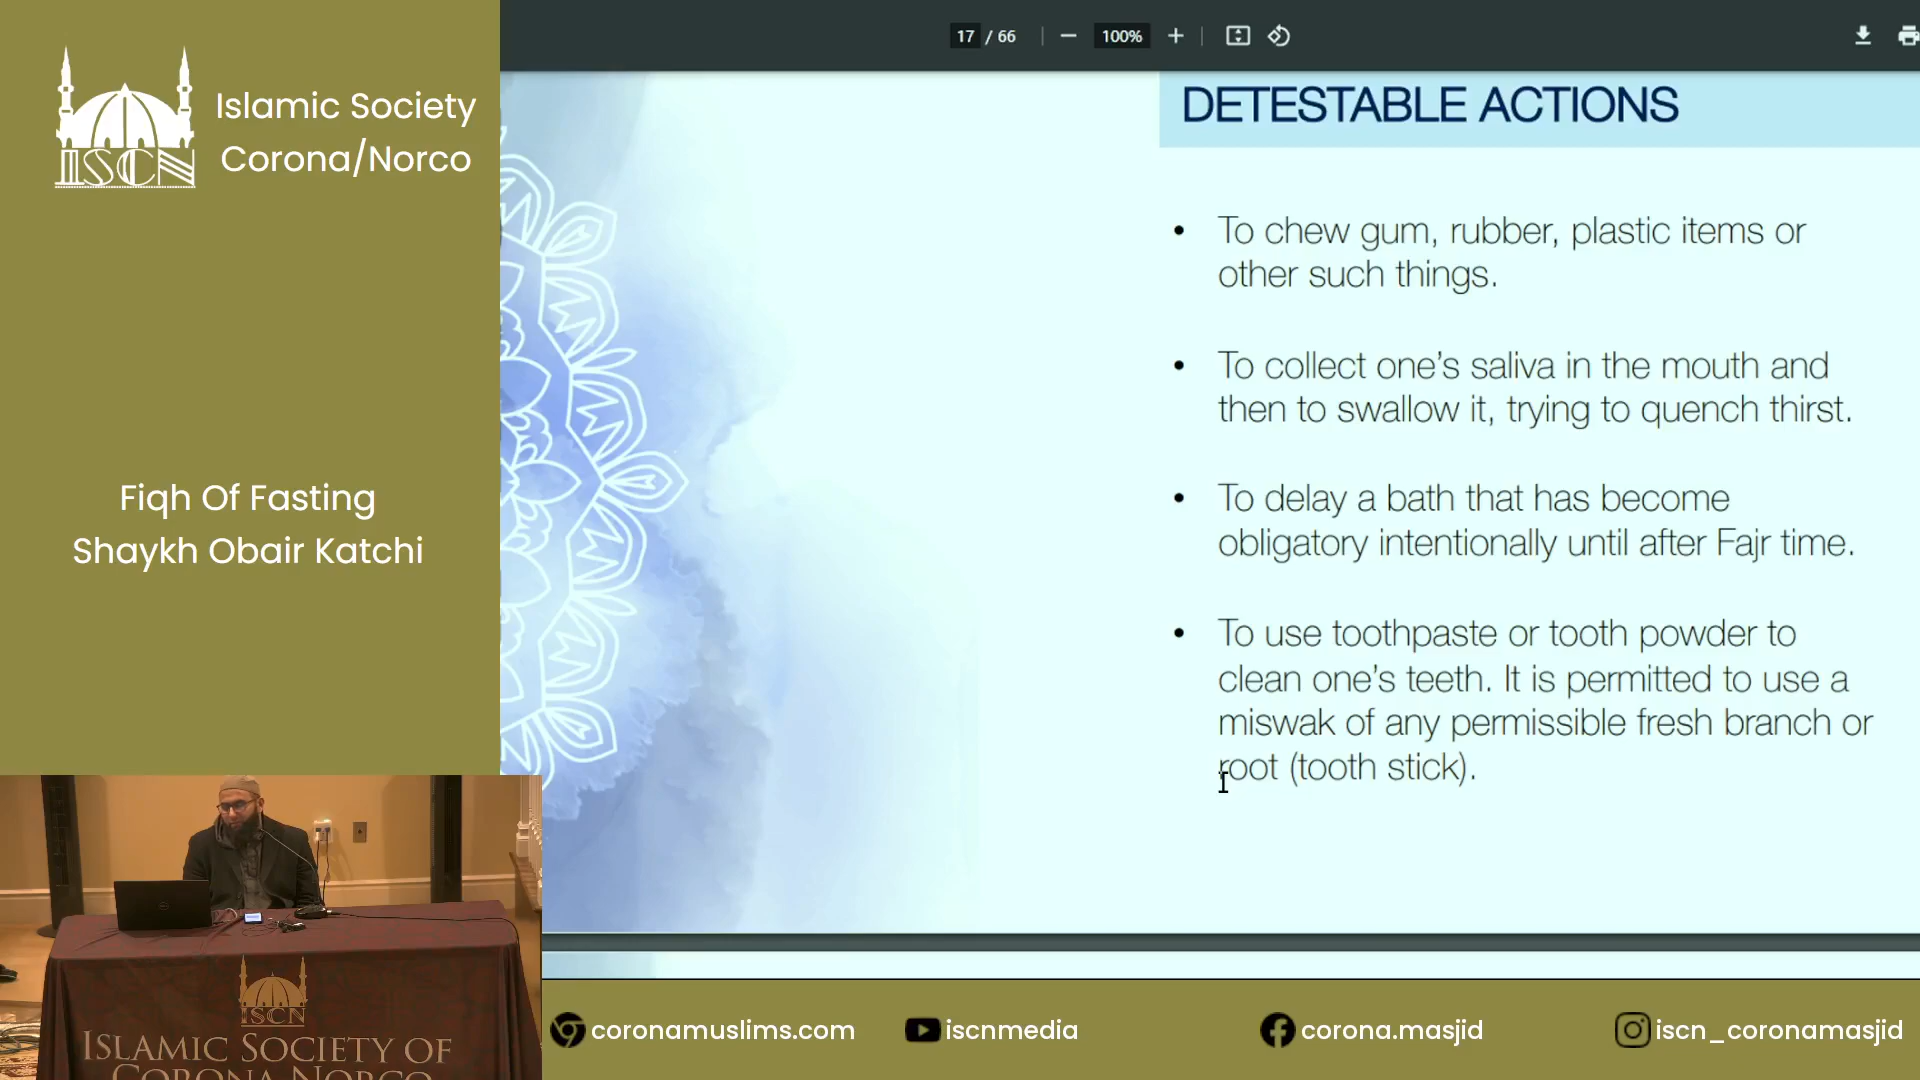 Islamic Society
Corona/Norco
ISCN
Fiqh Of Fasting
Shaykh Obair Katchi
17 / 66
100%
DETESTABLE ACTIONS
• To chew gum, rubber, plastic items or
other such things.
• To collect one's saliva in the mouth and
then to swallow it, trying to quench thirst.
• To delay a bath that has become
obligatory intentionally until after Fajr time.
• To use toothpaste or tooth powder to
clean one's teeth. It is permitted to use a
miswak of any permissible fresh branch or
root (tooth stick).
ISCN
ISLAMIC SOCIETY OF
CORONA NORCO
coronamuslims.com
iscnmedia
corona.masjid
iscn_coronamasjid